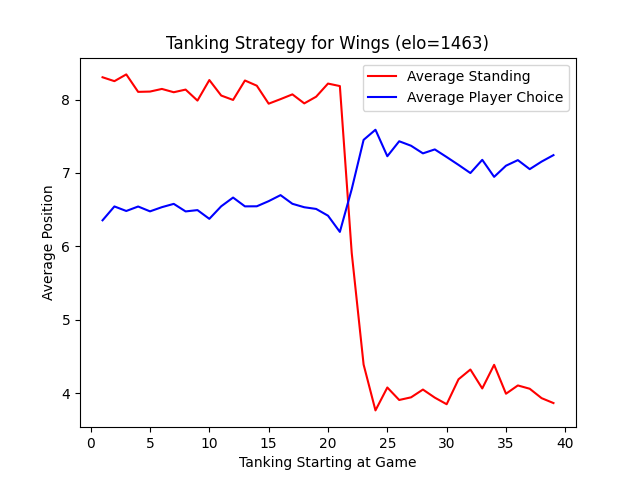 Tanking Strategy for Wings (elo=1463)
Average Standing
Average Player Choice
8
7
6
5
4
Average Position
0 5 10 15 20 25 30 35 40
Tanking Starting at Game